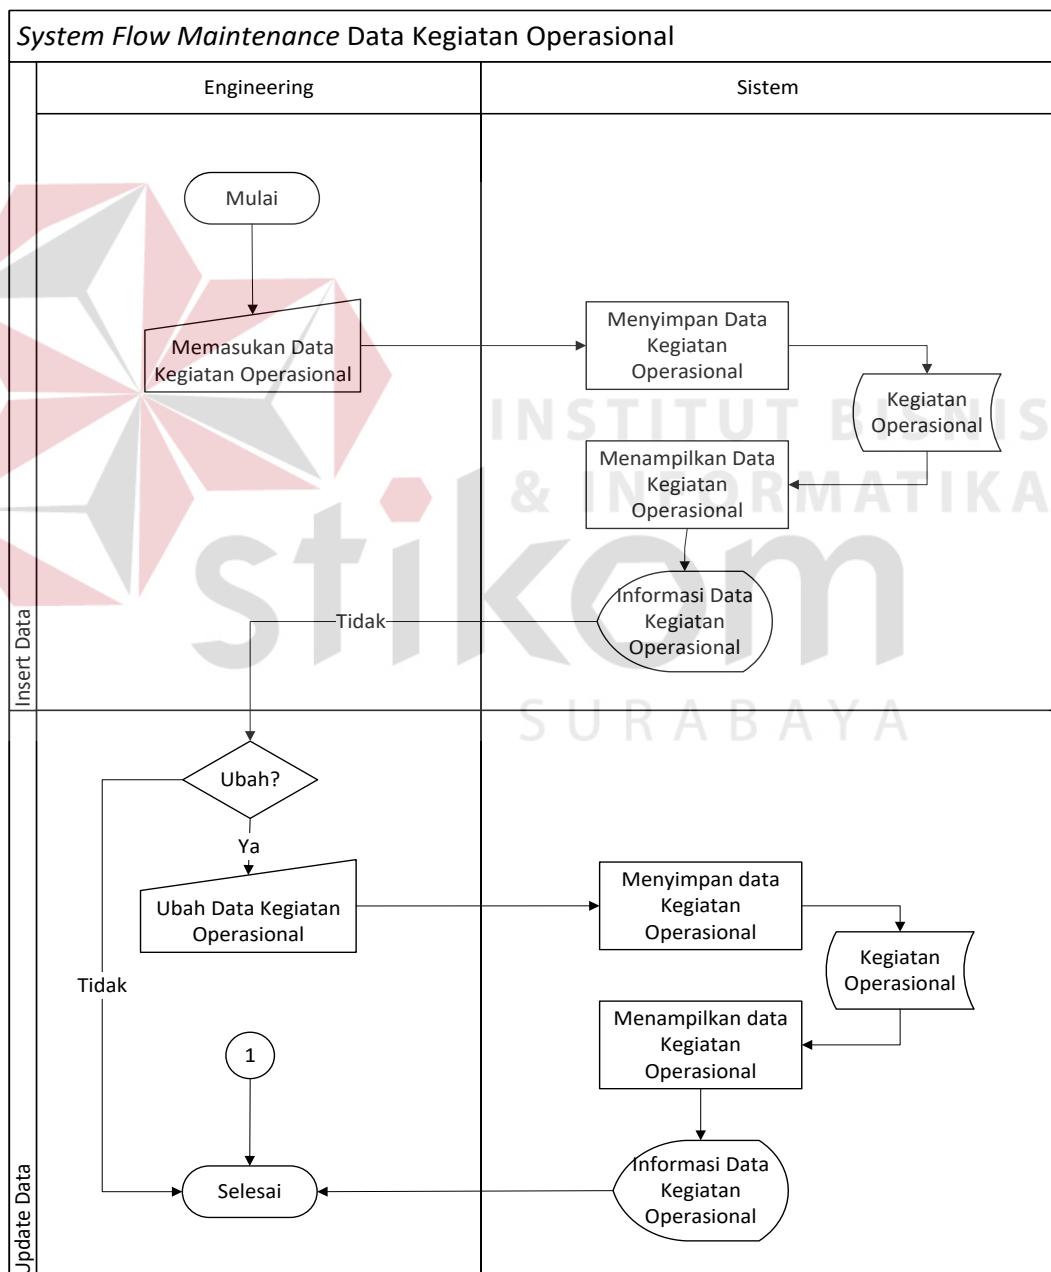 System Flow Maintenance Data Kegiatan Operasional
Engineering
Sistem
Insert Data
Mulai
Memasukan Data
Kegiatan Operasional
Menyimpan Data
Kegiatan
Operasional
Kegiatan
Operasional
Menampilkan Data
Kegiatan
Operasional
Informasi Data
Kegiatan
Operasional
Tidak
INSTITUT BISNIS
& INFORMATIKA
stikom
SURABAYA
Update Data
Ubah?
Ya
Ubah Data Kegiatan
Operasional
Menyimpan data
Kegiatan
Operasional
Kegiatan
Operasional
Tidak
Menampilkan data
Kegiatan
Operasional
1
Informasi Data
Kegiatan
Operasional
Selesai